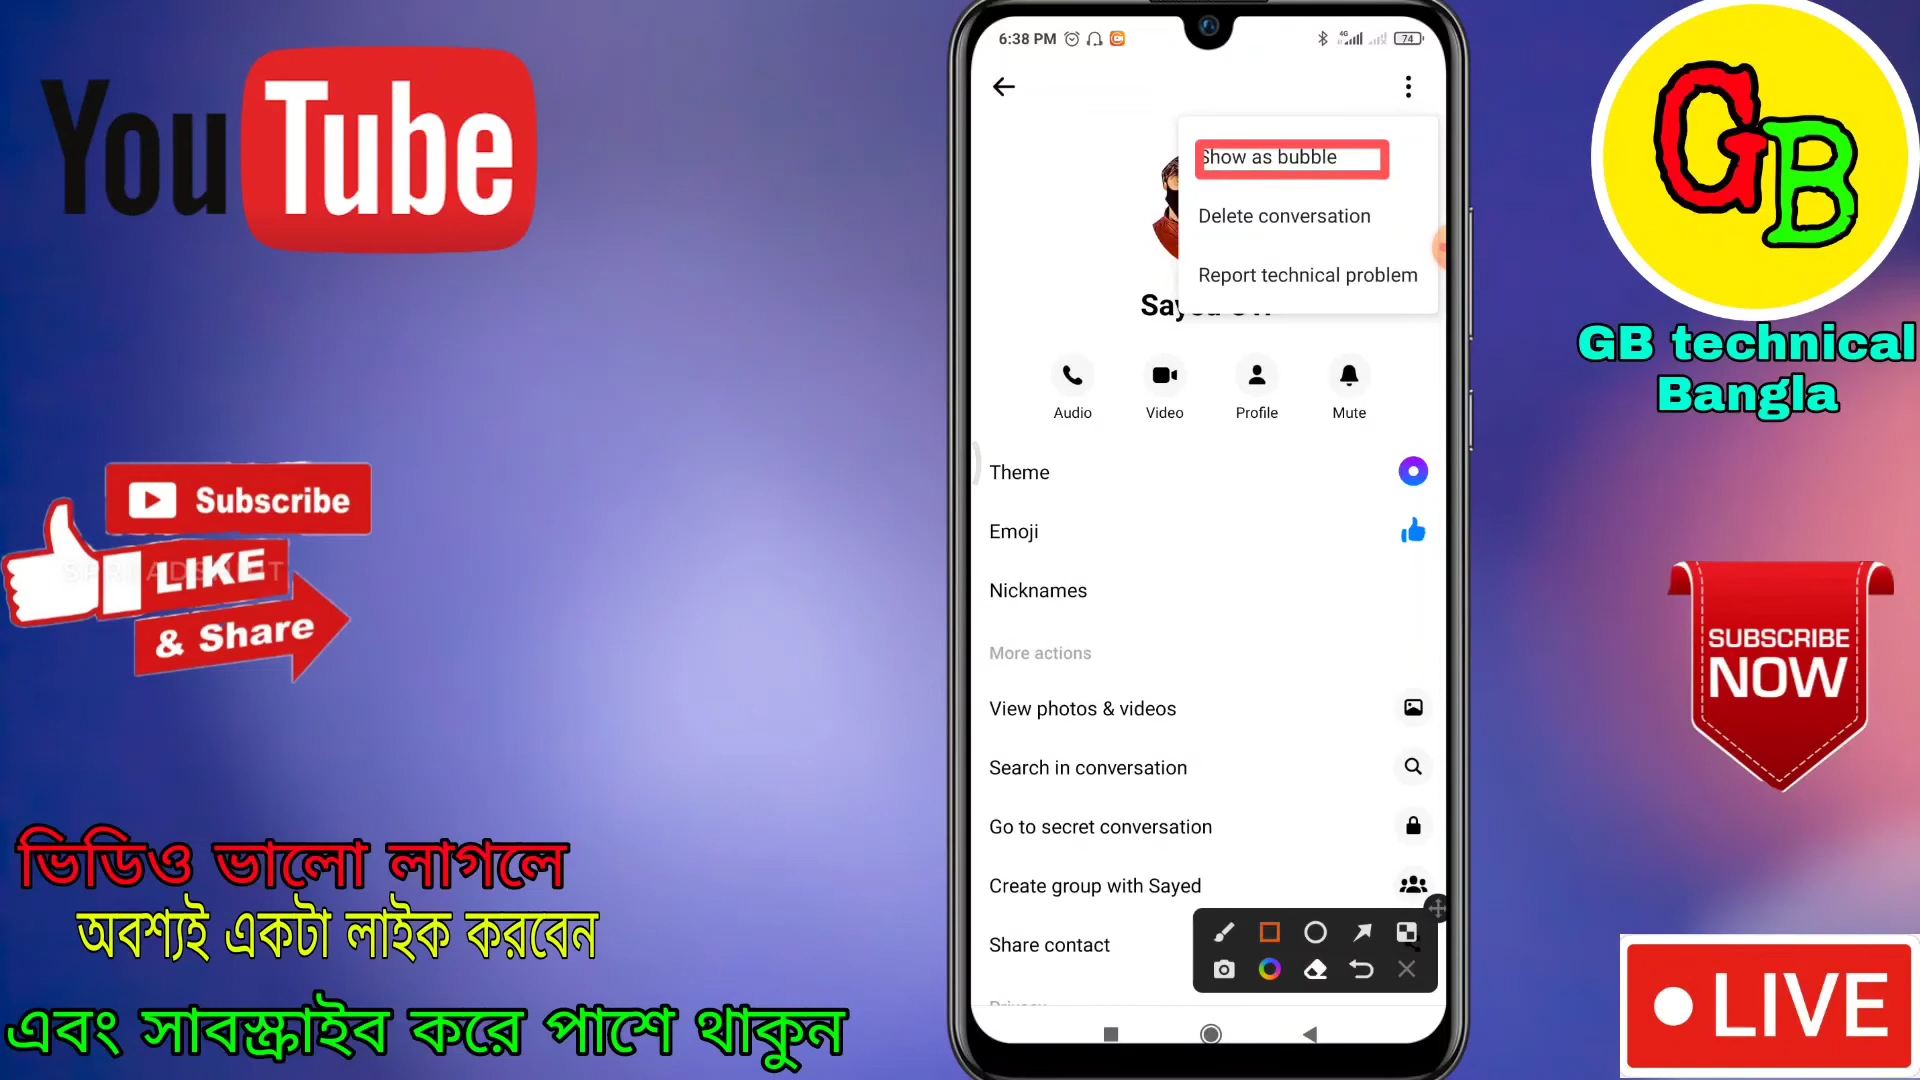 YouTube
Subscribe
LIKE
& Share
ভিডিও ভালো লাগলে
অবশ্যই একটা লাইক করবেন
এবং সাবস্ক্রাইব করে পাশে থাকুন
6:38 PM
4G
74
Show as bubble
Delete conversation
Report technical problem
Audio
Video
Profile
Mute
Theme
Emoji
Nicknames
More actions
View photos & videos
Search in conversation
Go to secret conversation
Create group with Sayed
Share contact
GB
GB technical
Bangla
SUBSCRIBE
NOW
LIVE